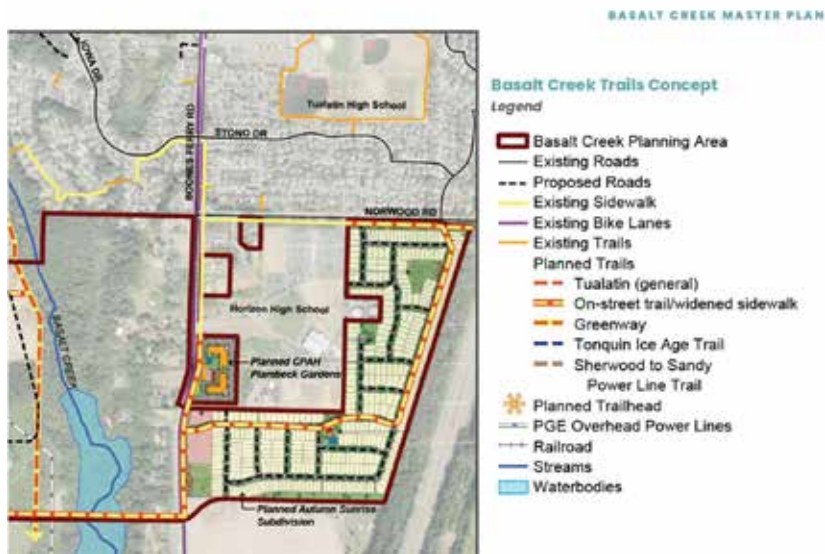 BASALT CREEK MASTER PLAN
IOWA DR
BOONES FERRY RD
Tualatin High School
STONO DR
NORWOOD RD
Horizon High School
BASALT CREEK
Planned CPAH
Plambeck Gardens
Planned Autumn Sunrise
Subdivision
Basalt Creek Trails Concept
Legend
Basalt Creek Planning Area
Existing Roads
Proposed Roads
Existing Sidewalk
Existing Bike Lanes
Existing Trails
Planned Trails
Tualatin (general)
On-street trail/widened sidewalk
Greenway
Tonquin Ice Age Trail
Sherwood to Sandy
Power Line Trail
Planned Trailhead
PGE Overhead Power Lines
Railroad
Streams
Waterbodies